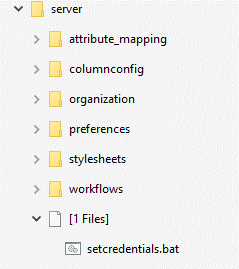 server
attribute_mapping
columnconfig
organization
preferences
stylesheets
workflows
[1 Files]
setcredentials.bat